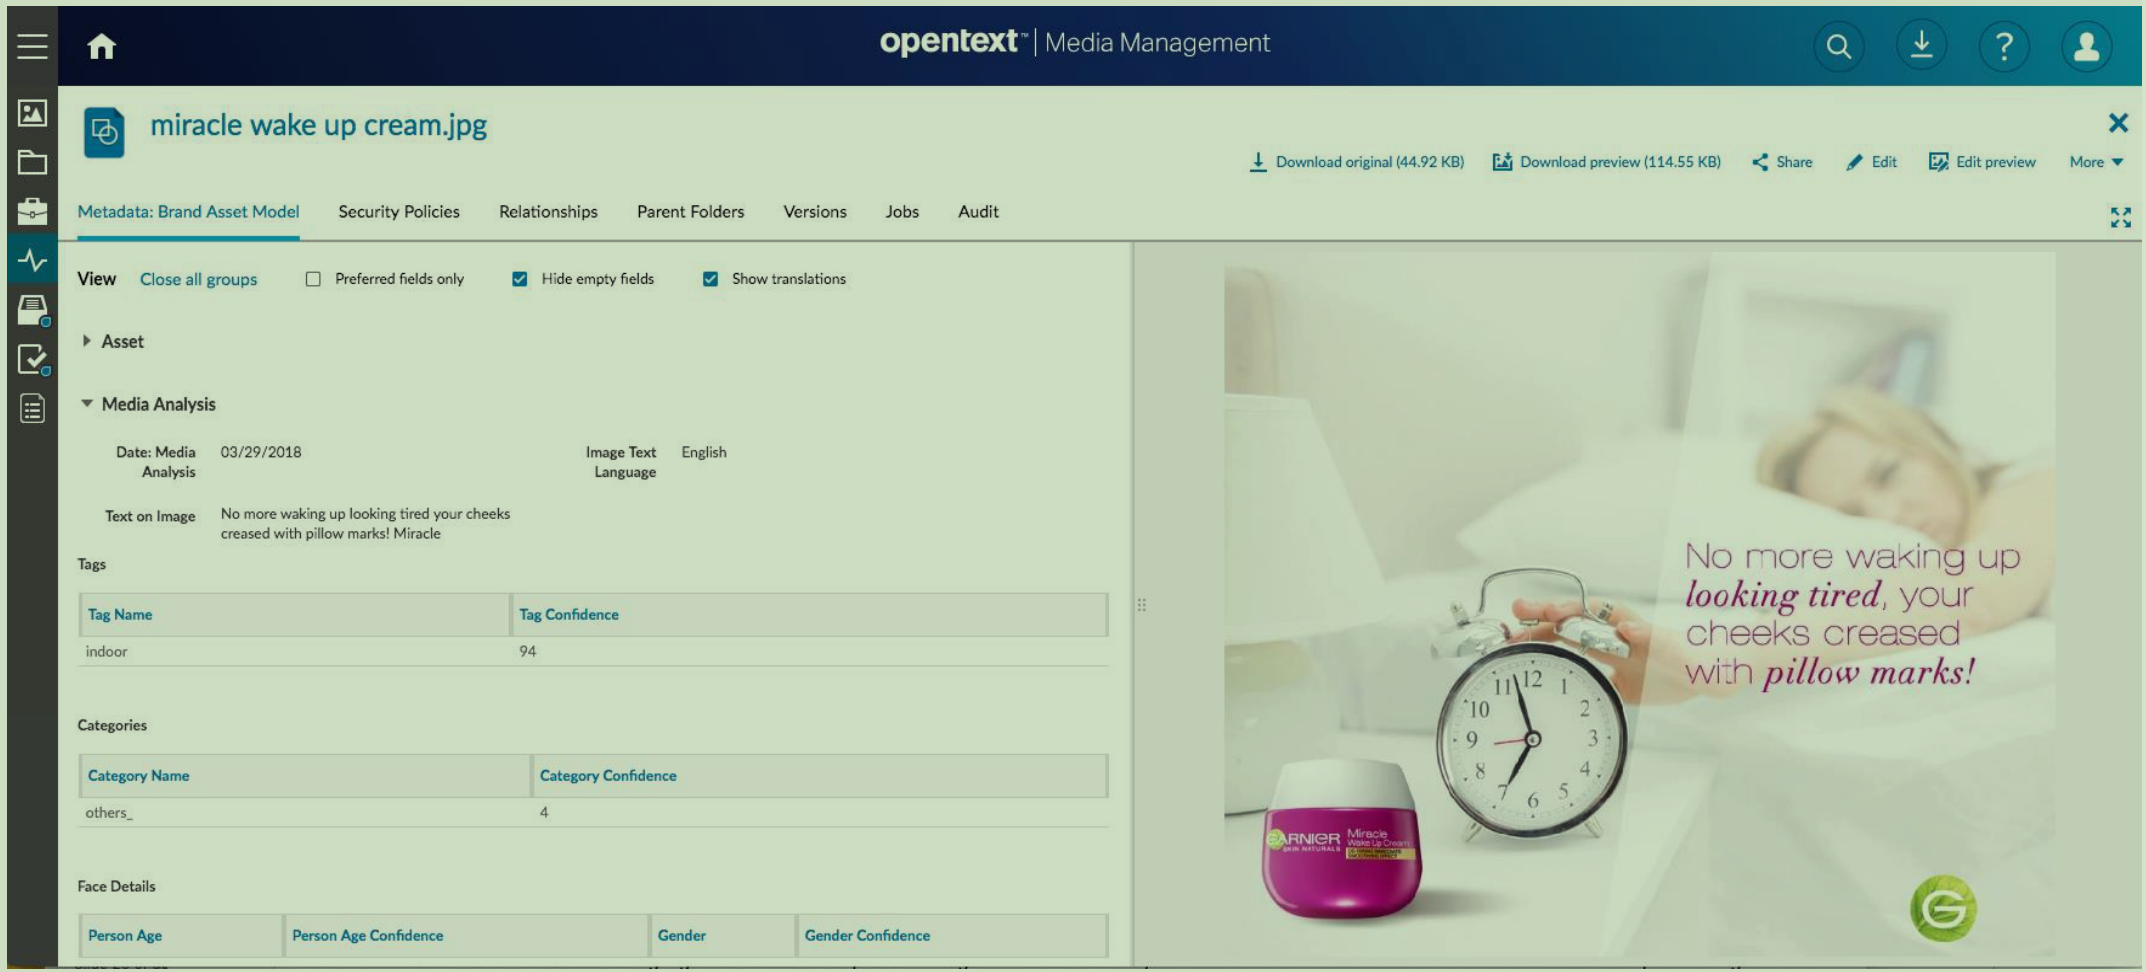 opentext™ | Media Management
miracle wake up cream.jpg
Download original (44.92 KB)
Download preview (114.55 KB)
Share
Edit
Edit preview
More
Metadata: Brand Asset Model
Security Policies
Relationships
Parent Folders
Versions
Jobs
Audit
View
Close all groups
Preferred fields only
Hide empty fields
Show translations
Asset
Media Analysis
Date: Media
Analysis
03/29/2018
Image Text
Language
English
Text on Image
No more waking up looking tired your cheeks
creased with pillow marks! Miracle
Tags
Tag Name
Tag Confidence
indoor
94
Categories
Category Name
Category Confidence
others_
4
Face Details
Person Age
Person Age Confidence
Gender
Gender Confidence
No more waking up
looking tired, your
cheeks creased
with pillow marks!
12
1
2
3
4
5
6
7
8
9
10
11
GARNIER
SKIN NATURALS
Miracle
Wake Up Cream
G